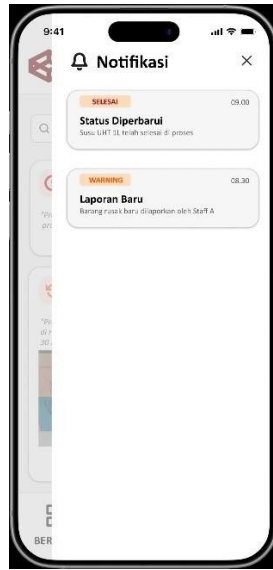 9:41
Notifikasi
SELESAI 09.00
Status Diperbarui
Susu UHT 1L telah selesai di proses
WARNING 08.30
Laporan Baru
Barang rusak baru dilaporkan oleh Staff A
BER